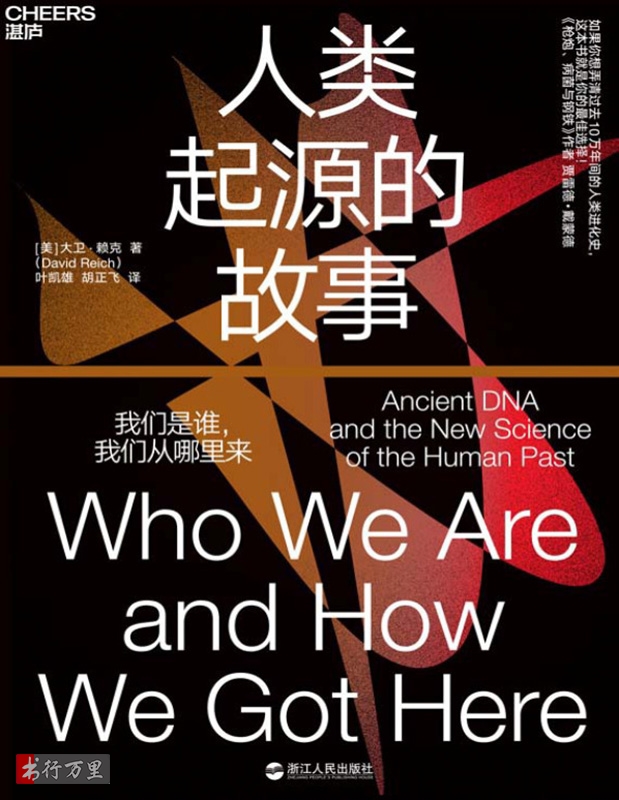 CHEERS
湛庐
人类
起源的
故事
如果你想弄清过去10万年间的人类进化史，
这本书就是你的最佳选择！
《枪炮、病菌与钢铁》作者 贾雷德·戴蒙德
[美]大卫·赖克 著
（David Reich）
叶凯雄 胡正飞 译
我们是谁，
我们从哪里来
Ancient DNA
and the New Science
of the Human Past
Who We Are
and How
We Got Here
书行万里
浙江人民出版社
ZHEJIANG PEOPLE'S PUBLISHING HOUSE